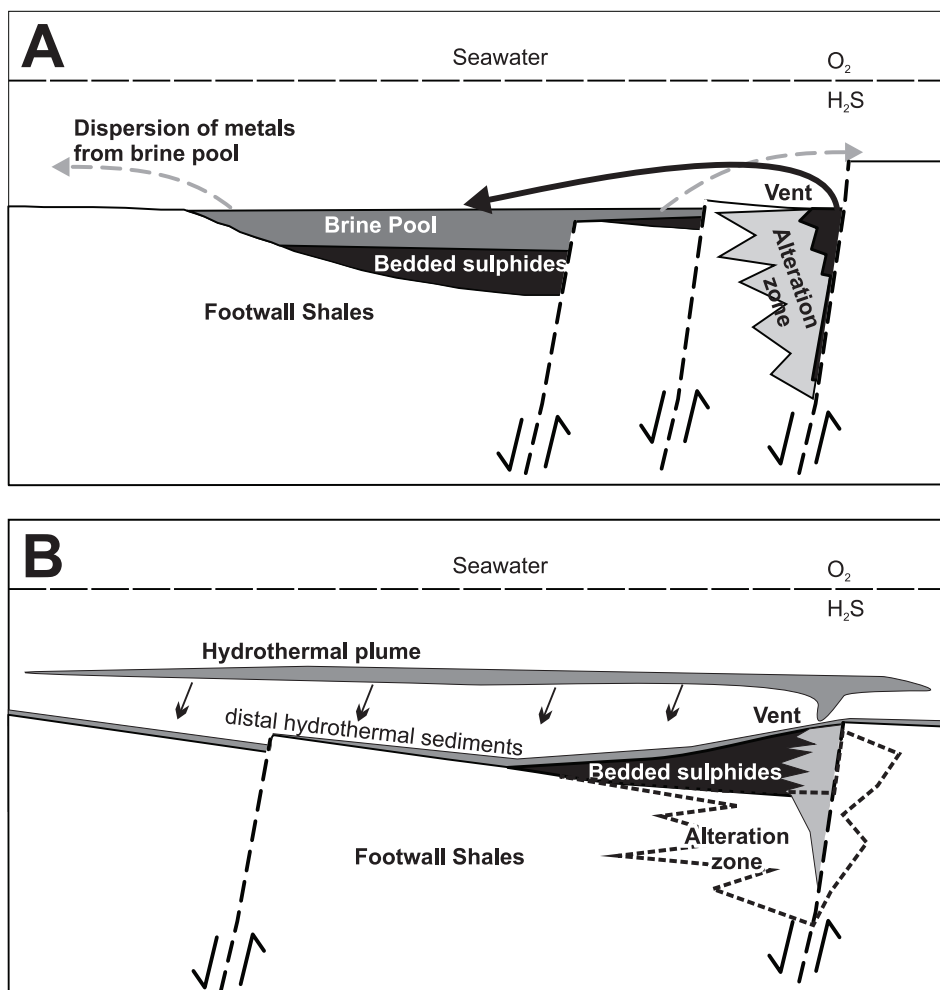 A
Seawater
O₂
H₂S
Dispersion of metals
from brine pool
Vent
Brine Pool
Bedded sulphides
Alteration
zone
Footwall Shales
B
Seawater
O₂
H₂S
Hydrothermal plume
Vent
distal hydrothermal sediments
Bedded sulphides
Alteration
zone
Footwall Shales